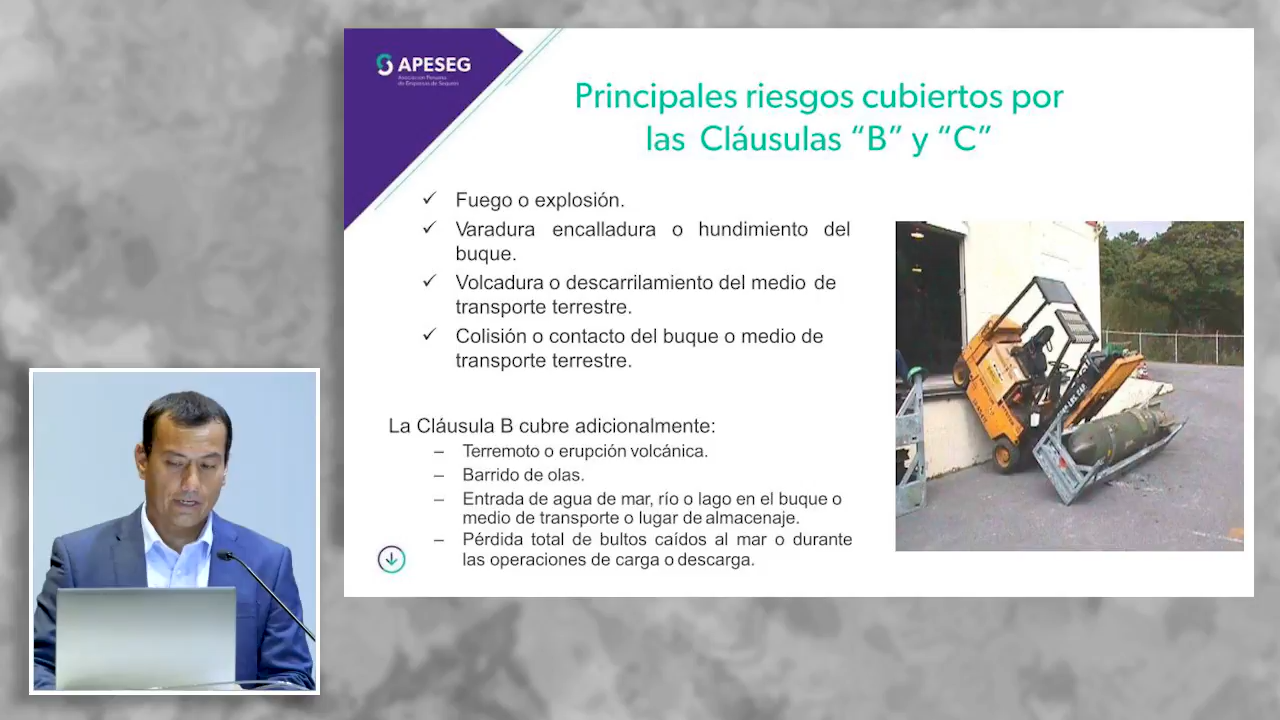 APESEG
Asociación Peruana
de Empresas de Seguros
Principales riesgos cubiertos por
las Cláusulas “B” y “C”
✓ Fuego o explosión.
✓ Varadura encalladura o hundimiento del
buque.
✓ Volcadura o descarrilamiento del medio de
transporte terrestre.
✓ Colisión o contacto del buque o medio de
transporte terrestre.
La Cláusula B cubre adicionalmente:
– Terremoto o erupción volcánica.
– Barrido de olas.
– Entrada de agua de mar, río o lago en el buque o
medio de transporte o lugar de almacenaje.
– Pérdida total de bultos caídos al mar o durante
las operaciones de carga o descarga.